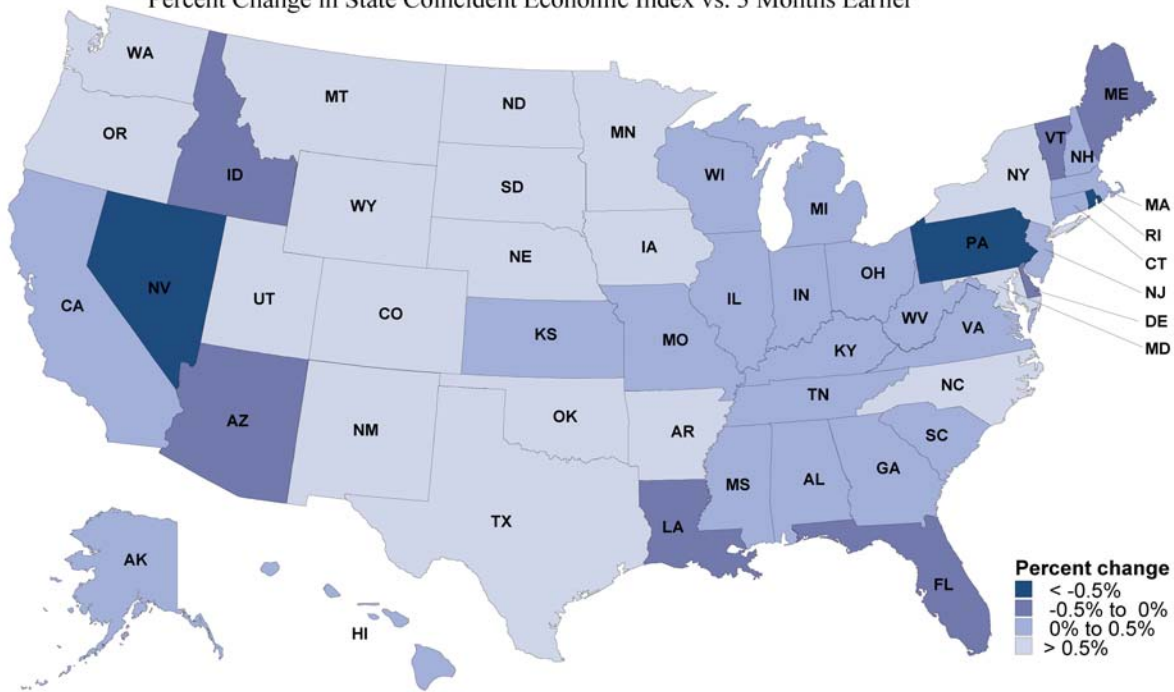 Percent Change in State Coincident Economic Index vs. 3 Months Earlier
WA
MT
ND
MN
ME
OR
ID
SD
WI
VT
NH
NY
WY
MI
MA
RI
CT
NE
IA
PA
NJ
NV
UT
CO
IL
IN
OH
DE
MD
CA
KS
MO
WV
VA
KY
AZ
NM
OK
AR
TN
NC
SC
MS
AL
GA
TX
LA
AK
FL
HI
Percent change
< -0.5%
-0.5% to 0%
0% to 0.5%
> 0.5%